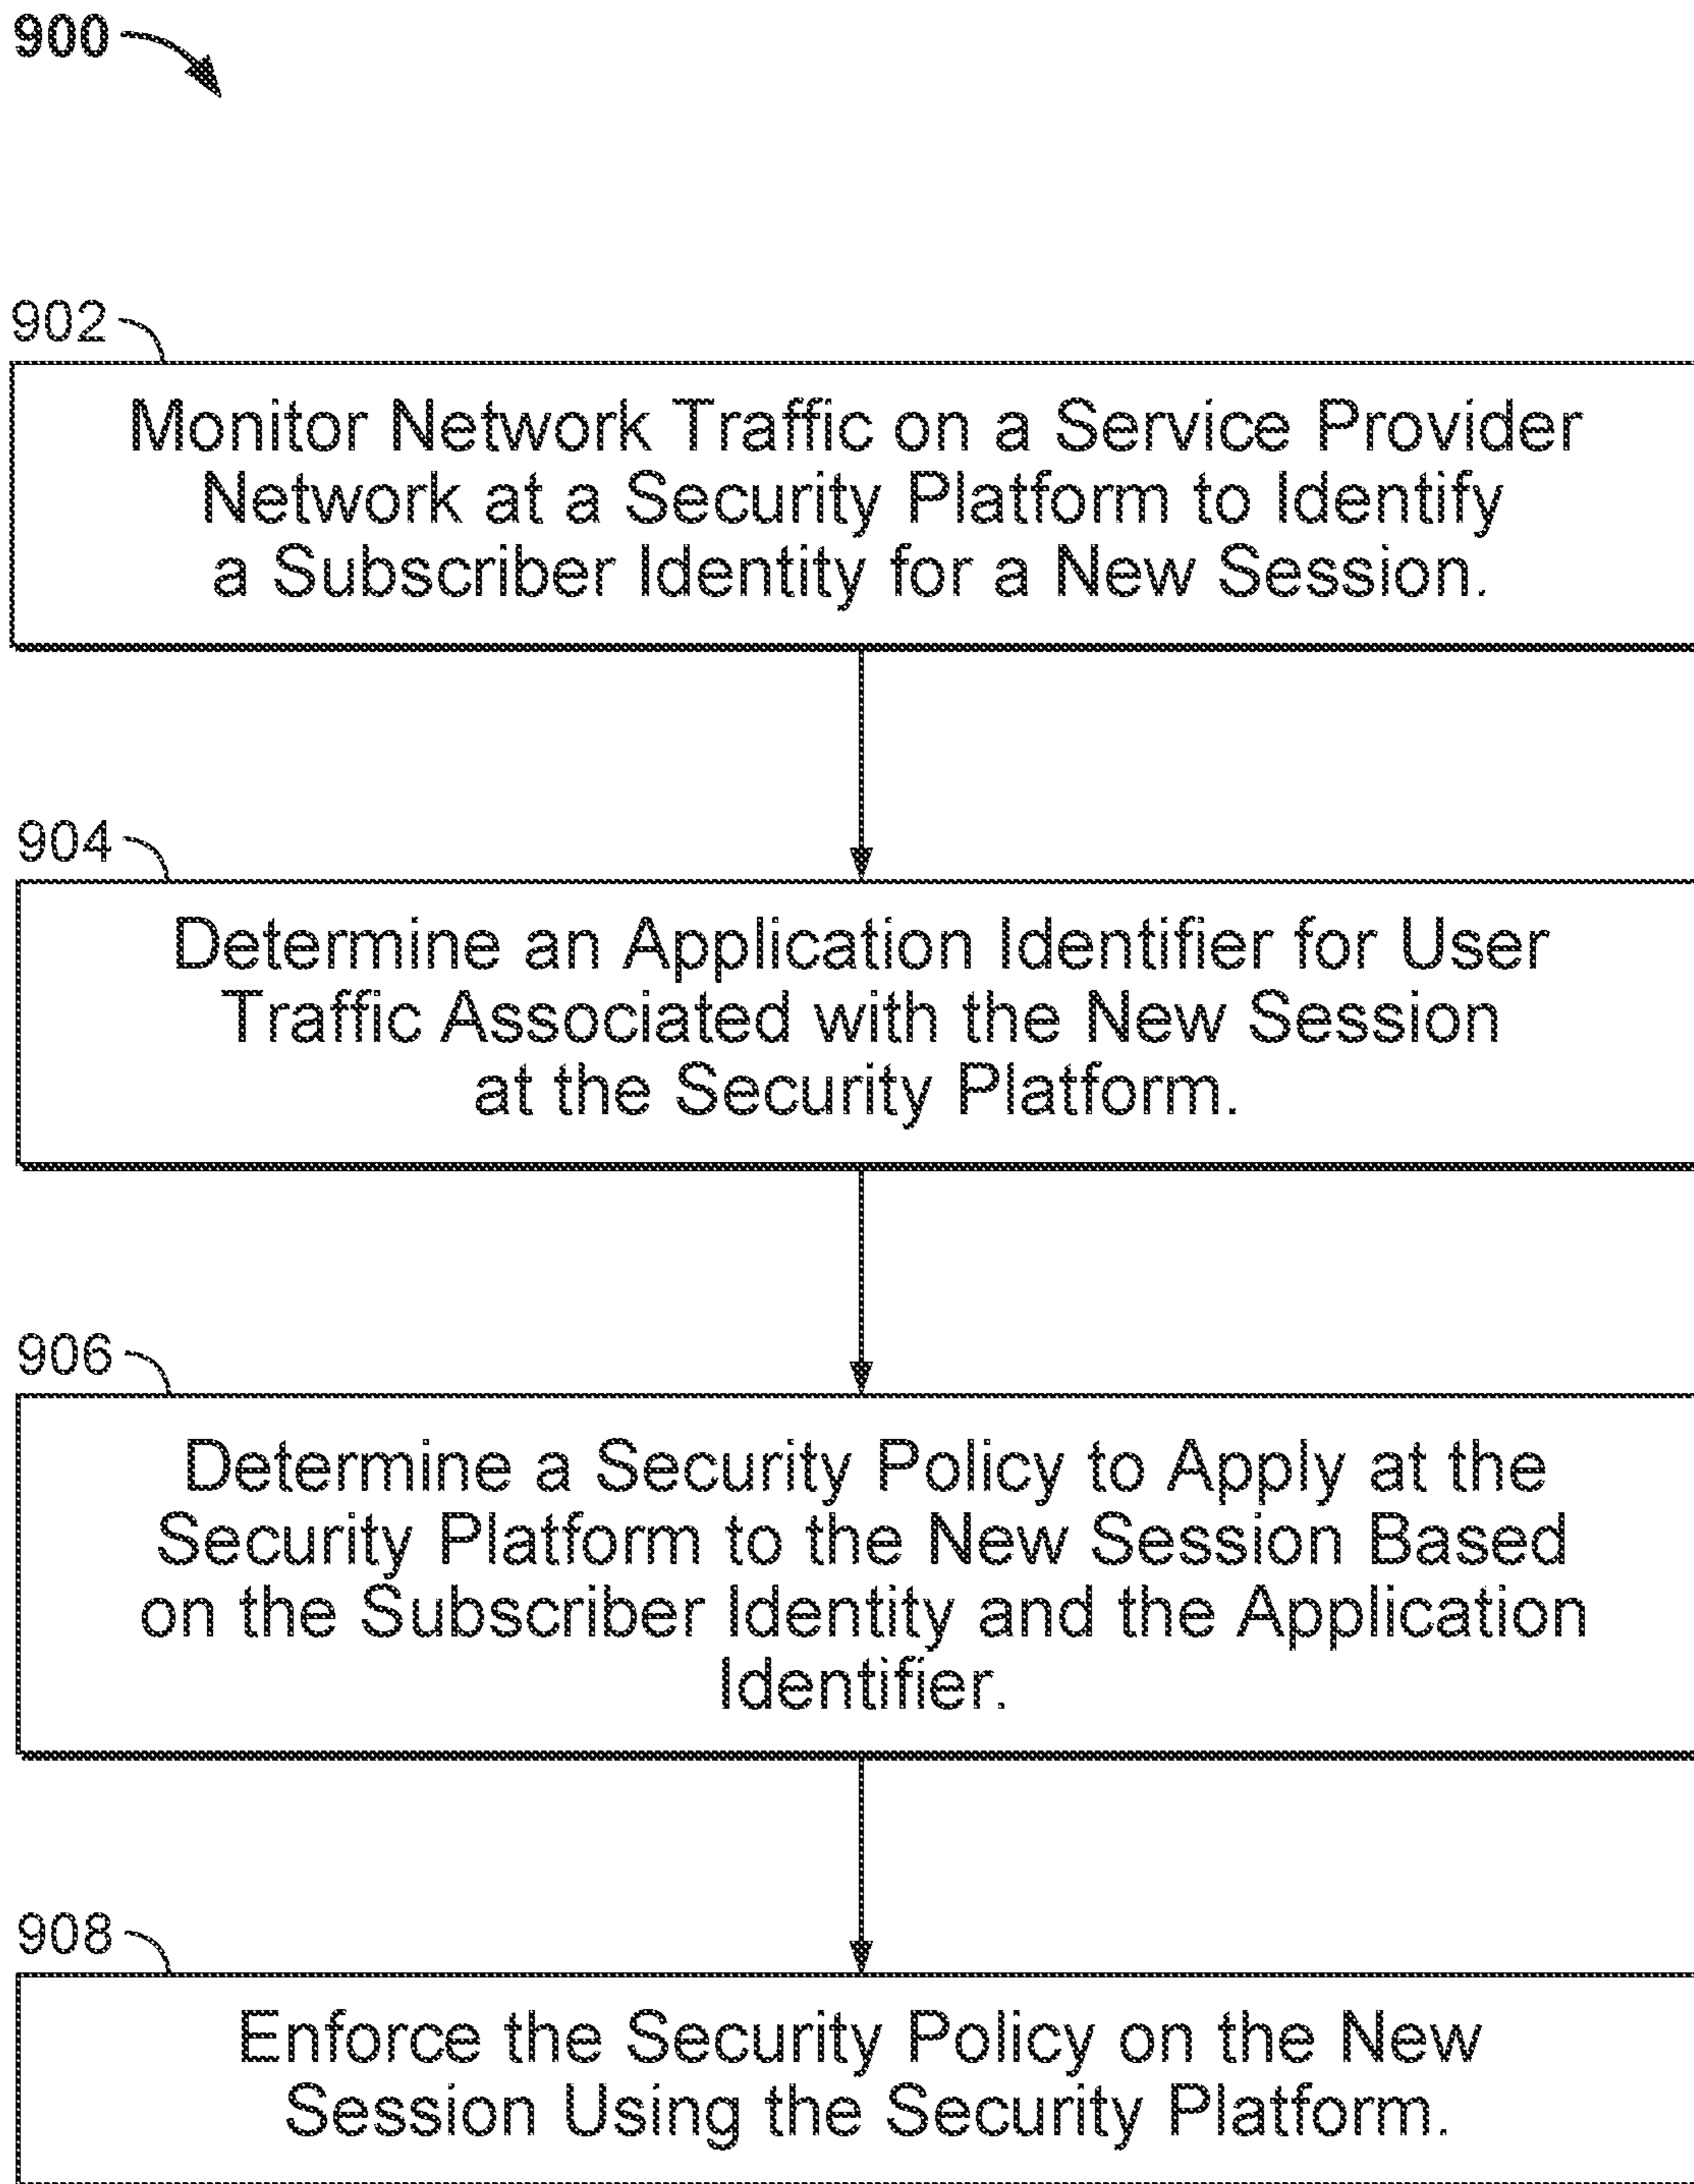 900
902
Monitor Network Traffic on a Service Provider
Network at a Security Platform to Identify
a Subscriber Identity for a New Session.
904
Determine an Application Identifier for User
Traffic Associated with the New Session
at the Security Platform.
906
Determine a Security Policy to Apply at the
Security Platform to the New Session Based
on the Subscriber Identity and the Application
Identifier.
908
Enforce the Security Policy on the New
Session Using the Security Platform.